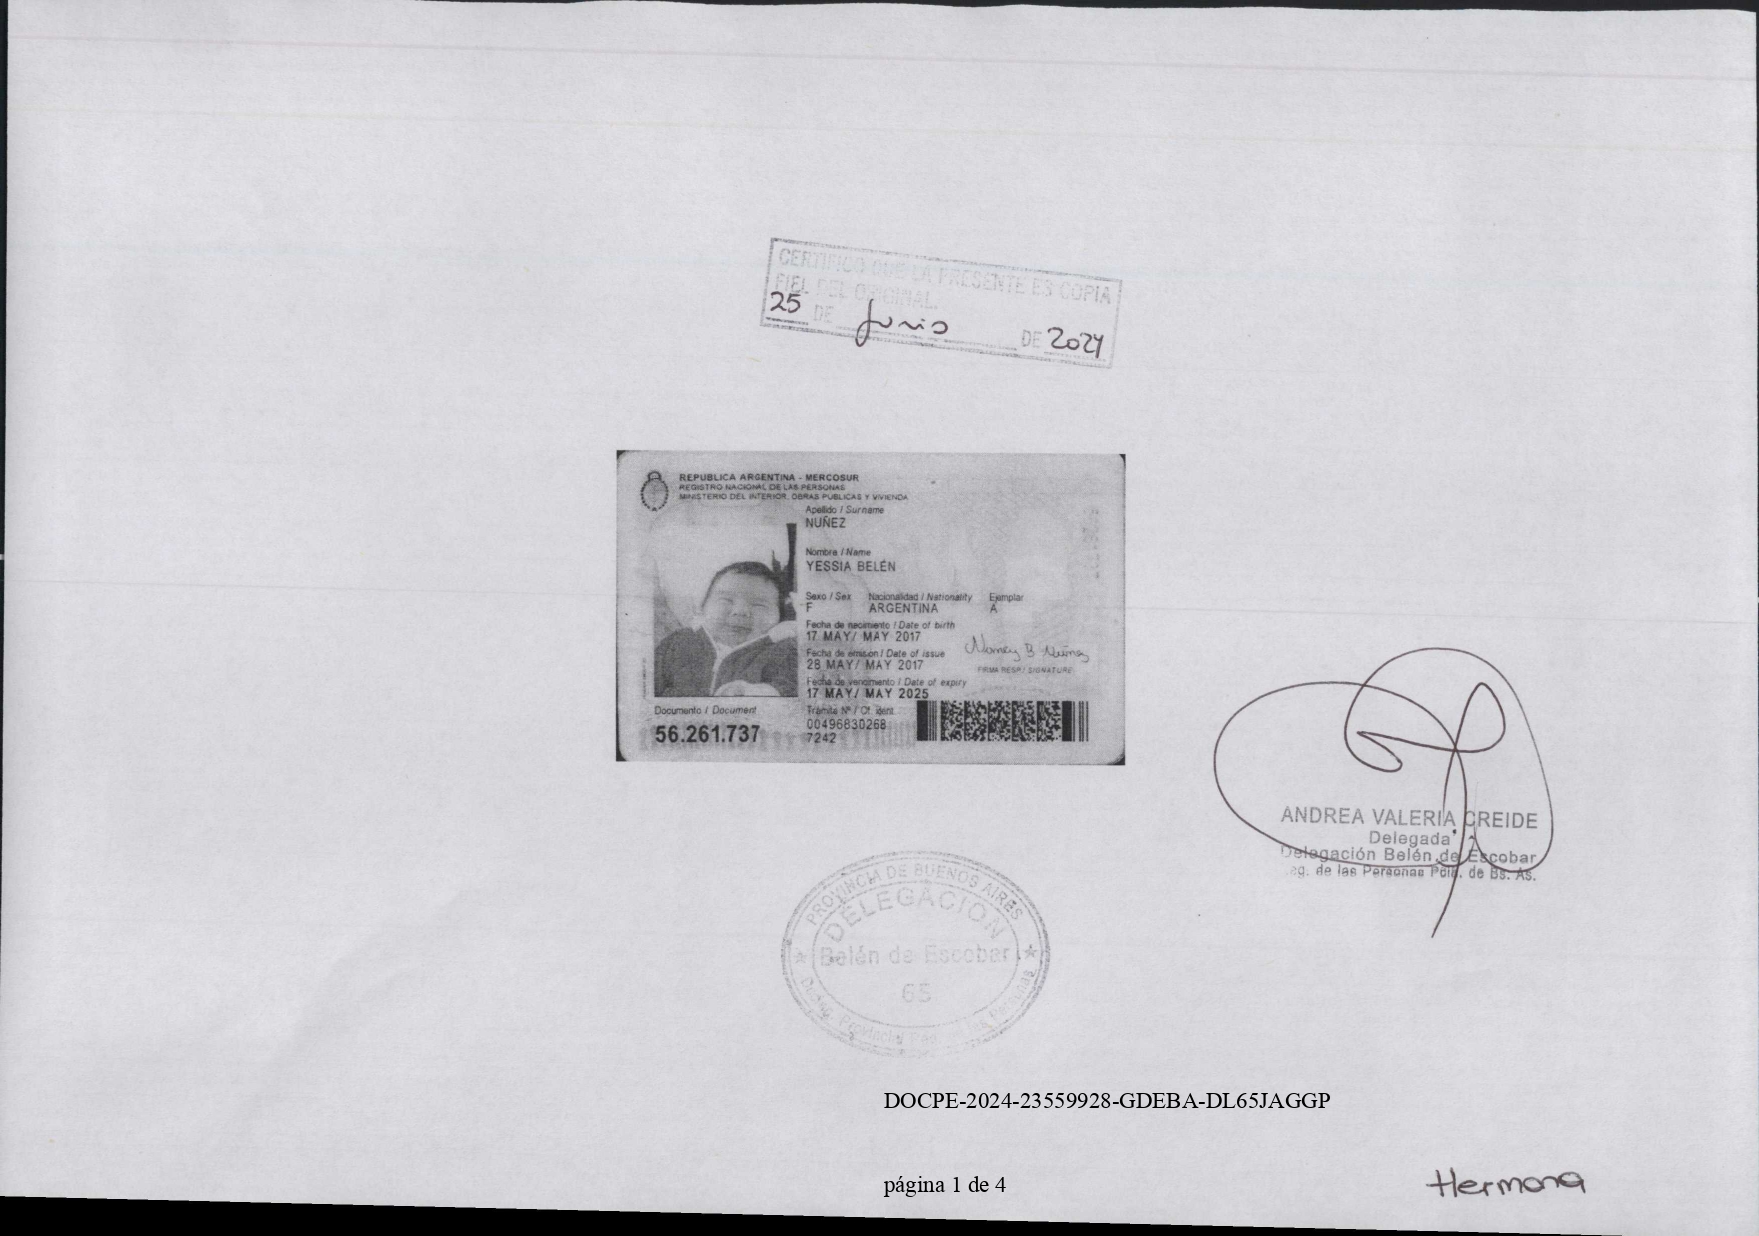 CERTIFICO QUE LA PRESENTE ES COPIA
FIEL DEL ORIGINAL.
25 DE Junio DE 2024
REPUBLICA ARGENTINA - MERCOSUR
REGISTRO NACIONAL DE LAS PERSONAS
MINISTERIO DEL INTERIOR, OBRAS PUBLICAS Y VIVIENDA
Apellido / Surname
NUÑEZ
Nombre / Name
YESSIA BELÉN
Sexo / Sex Nacionalidad / Nationality Ejemplar
F ARGENTINA A
Fecha de nacimiento / Date of birth
17 MAY/ MAY 2017
Fecha de emisión / Date of issue
28 MAY/ MAY 2017
FIRMA RESP / SIGNATURE
Fecha de vencimiento / Date of expiry
17 MAY/ MAY 2025
Documento / Document
56.261.737
Trámite Nº / Of. ident.
00496830268
7242
ANDREA VALERIA CREIDE
Delegada
Delegación Belén de Escobar
de las Personas de Bs. As.
PROVINCIA DE BUENOS AIRES
DELEGACION
Belén de Escobar
65
Provincial Personas
DOCPE-2024-23559928-GDEBA-DL65JAGGP
página 1 de 4
Hermana